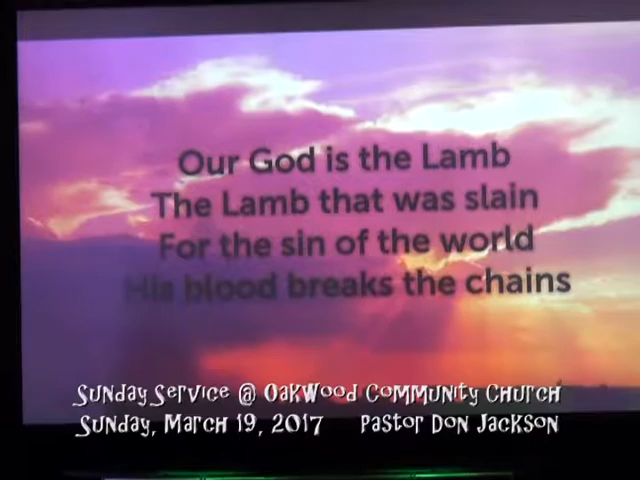 Our God is the Lamb
The Lamb that was slain
For the sin of the world
His blood breaks the chains
Sunday Service @ OakWood Community Church
Sunday, March 19, 2017 Pastor Don Jackson